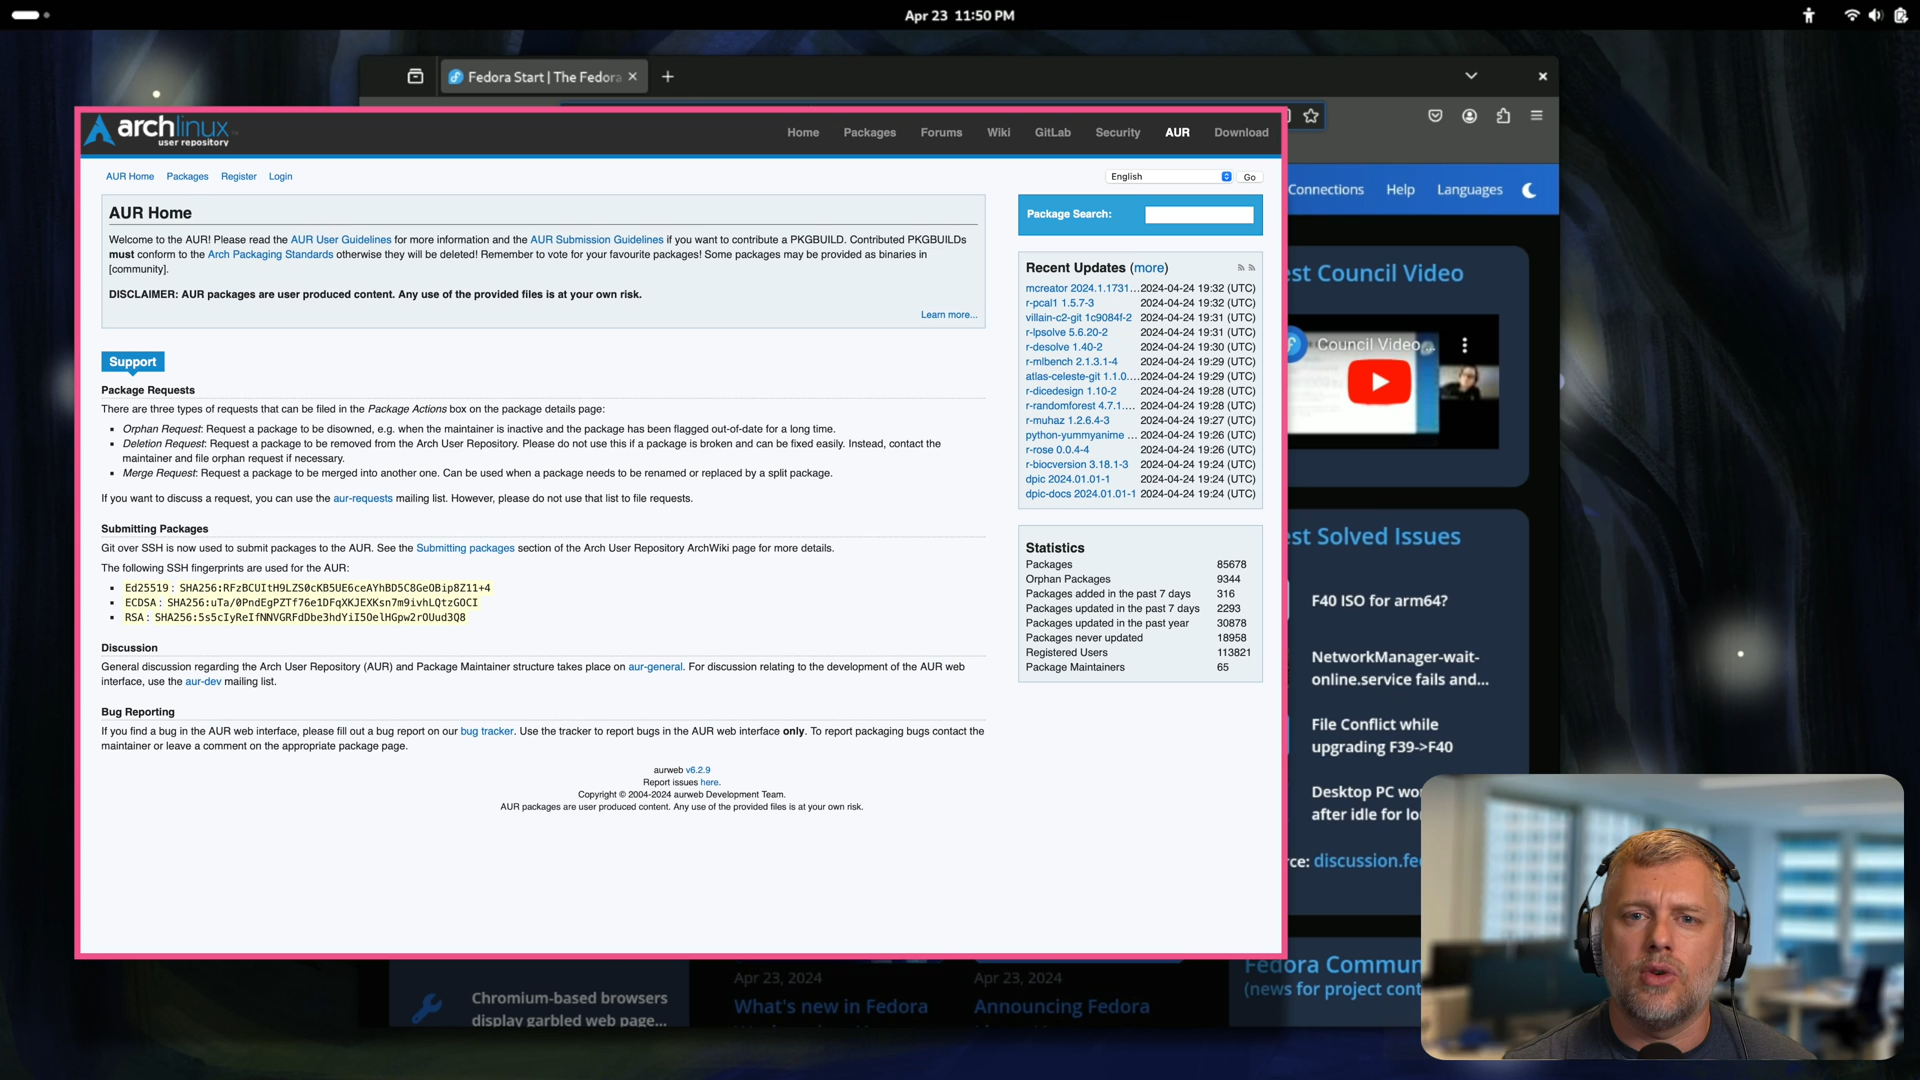 Apr 23 11:50 PM
Fedora Start | The Fedora
archlinux
user repository
Home Packages Forums Wiki GitLab Security AUR Download
Connections Help Languages
AUR Home Packages Register Login
English Go
AUR Home
Welcome to the AUR! Please read the AUR User Guidelines for more information and the AUR Submission Guidelines if you want to contribute a PKGBUILD. Contributed PKGBUILDs
must conform to the Arch Packaging Standards otherwise they will be deleted! Remember to vote for your favourite packages! Some packages may be provided as binaries in
[community].
DISCLAIMER: AUR packages are user produced content. Any use of the provided files is at your own risk.
Learn more...
Support
Package Requests
There are three types of requests that can be filed in the Package Actions box on the package details page:
Orphan Request: Request a package to be disowned, e.g. when the maintainer is inactive and the package has been flagged out-of-date for a long time.
Deletion Request: Request a package to be removed from the Arch User Repository. Please do not use this if a package is broken and can be fixed easily. Instead, contact the
maintainer and file orphan request if necessary.
Merge Request: Request a package to be merged into another one. Can be used when a package needs to be renamed or replaced by a split package.
If you want to discuss a request, you can use the aur-requests mailing list. However, please do not use that list to file requests.
Submitting Packages
Git over SSH is now used to submit packages to the AUR. See the Submitting packages section of the Arch User Repository ArchWiki page for more details.
The following SSH fingerprints are used for the AUR:
Ed25519: SHA256:RFzBCUItH9LZS0cKB5UE6ceAYhBD5C8GeOBip8Z11+4
ECDSA: SHA256:uTa/0PndEgPZTf76e1DFqXKJEXKsn7m9ivhLQtzGOCI
RSA: SHA256:5s5cIyReIfNNVGRFdDbe3hdYiI5OelHGpw2rOUud3Q8
Discussion
General discussion regarding the Arch User Repository (AUR) and Package Maintainer structure takes place on aur-general. For discussion relating to the development of the AUR web
interface, use the aur-dev mailing list.
Bug Reporting
If you find a bug in the AUR web interface, please fill out a bug report on our bug tracker. Use the tracker to report bugs in the AUR web interface only. To report packaging bugs contact the
maintainer or leave a comment on the appropriate package page.
aurweb v6.2.9
Report issues here.
Copyright © 2004-2024 aurweb Development Team.
AUR packages are user produced content. Any use of the provided files is at your own risk.
Package Search:
Recent Updates (more)
mcreator 2024.1.1731... 2024-04-24 19:32 (UTC)
r-pcal1 1.5.7-3 2024-04-24 19:32 (UTC)
villain-c2-git 1c9084f-2 2024-04-24 19:31 (UTC)
r-lpsolve 5.6.20-2 2024-04-24 19:31 (UTC)
r-desolve 1.40-2 2024-04-24 19:30 (UTC)
r-mlbench 2.1.3.1-4 2024-04-24 19:29 (UTC)
atlas-celeste-git 1.1.0.... 2024-04-24 19:29 (UTC)
r-dicedesign 1.10-2 2024-04-24 19:28 (UTC)
r-randomforest 4.7.1.... 2024-04-24 19:28 (UTC)
r-muhaz 1.2.6.4-3 2024-04-24 19:27 (UTC)
python-yummyanime ... 2024-04-24 19:26 (UTC)
r-rose 0.0.4-4 2024-04-24 19:26 (UTC)
r-biocversion 3.18.1-3 2024-04-24 19:24 (UTC)
dpic 2024.01.01-1 2024-04-24 19:24 (UTC)
dpic-docs 2024.01.01-1 2024-04-24 19:24 (UTC)
Statistics
Packages 85678
Orphan Packages 9344
Packages added in the past 7 days 316
Packages updated in the past 7 days 2293
Packages updated in the past year 30878
Packages never updated 18958
Registered Users 113821
Package Maintainers 65
est Council Video
Council Video...
est Solved Issues
F40 ISO for arm64?
NetworkManager-wait-
online.service fails and...
File Conflict while
upgrading F39->F40
Desktop PC wo
after idle for lo
rce: discussion.fe
Fedora Commun
(news for project cont
Chromium-based browsers
display garbled web page...
Apr 23, 2024
What's new in Fedora
Apr 23, 2024
Announcing Fedora